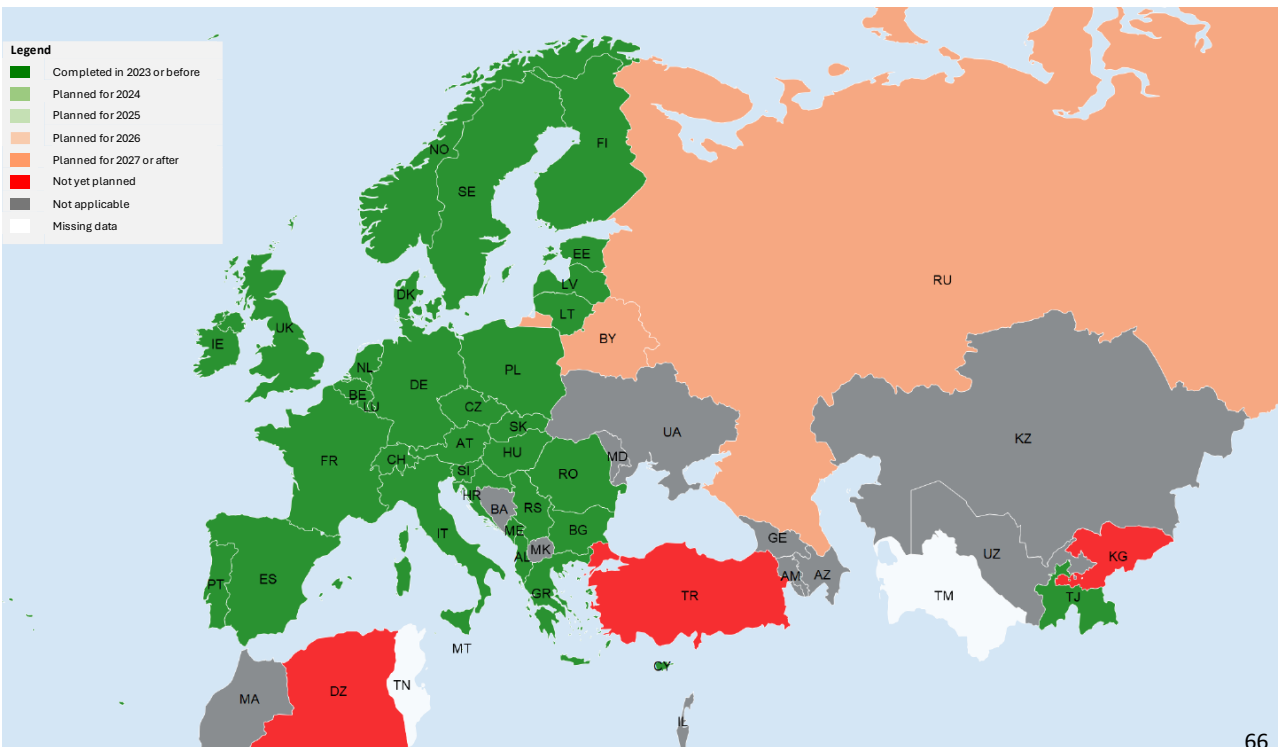 Legend
Completed in 2023 or before
Planned for 2024
Planned for 2025
Planned for 2026
Planned for 2027 or after
Not yet planned
Not applicable
Missing data
NO
FI
SE
EE
LV
DK
LT
RU
UK
IE
BY
NL
PL
DE
BE
LU
CZ
SK
UA
KZ
AT
HU
MD
FR
CH
SI
RO
HR
BA
RS
BG
IT
ME
GE
AL
MK
UZ
KG
PT
ES
AM
AZ
GR
TR
TM
TJ
MT
CY
TN
DZ
MA
IL
66